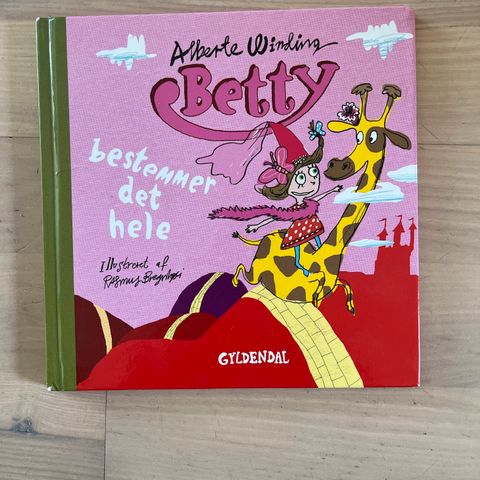 Alberte Winding
Betty
bestemmer
det
hele
Illustreret af
Rasmus Bregnhøi
GYLDENDAL